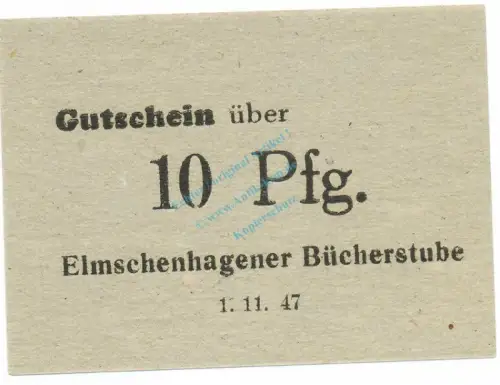 Gutschein über
10 Pfg.
Elmschenhagener Bücherstube
1. 11. 47